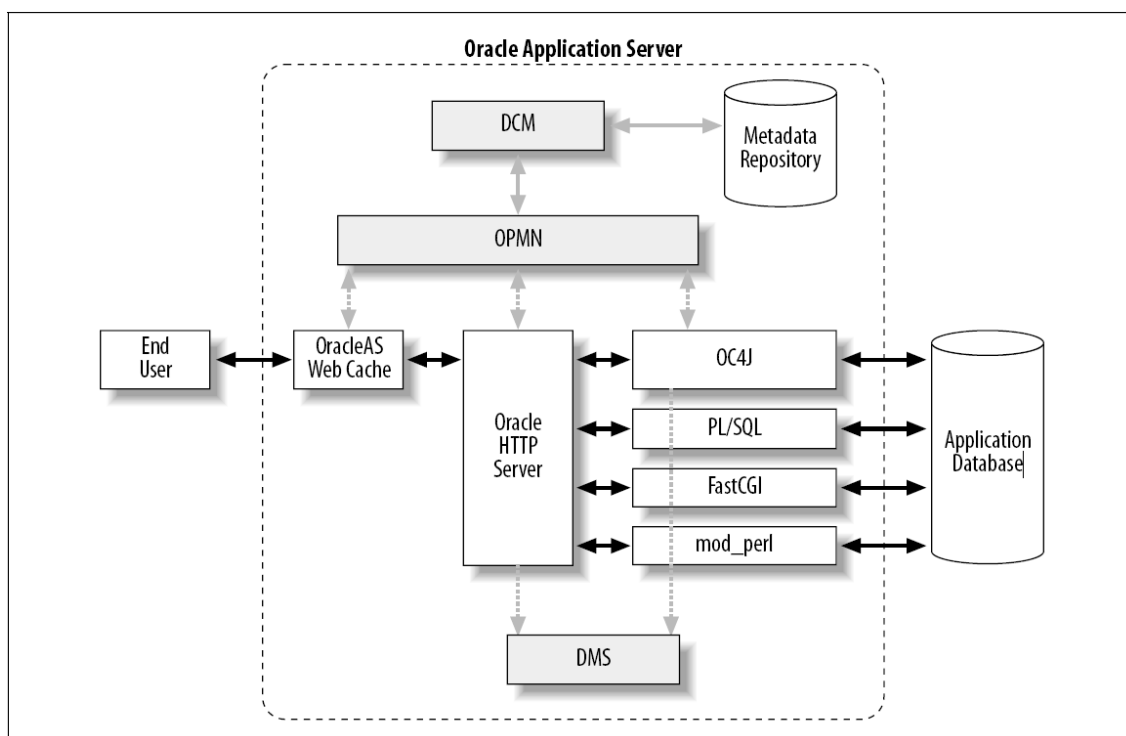 Oracle Application Server
DCM
Metadata
Repository
OPMN
End
User
OracleAS
Web Cache
Oracle
HTTP
Server
OC4J
PL/SQL
FastCGI
mod_perl
Application
Database
DMS